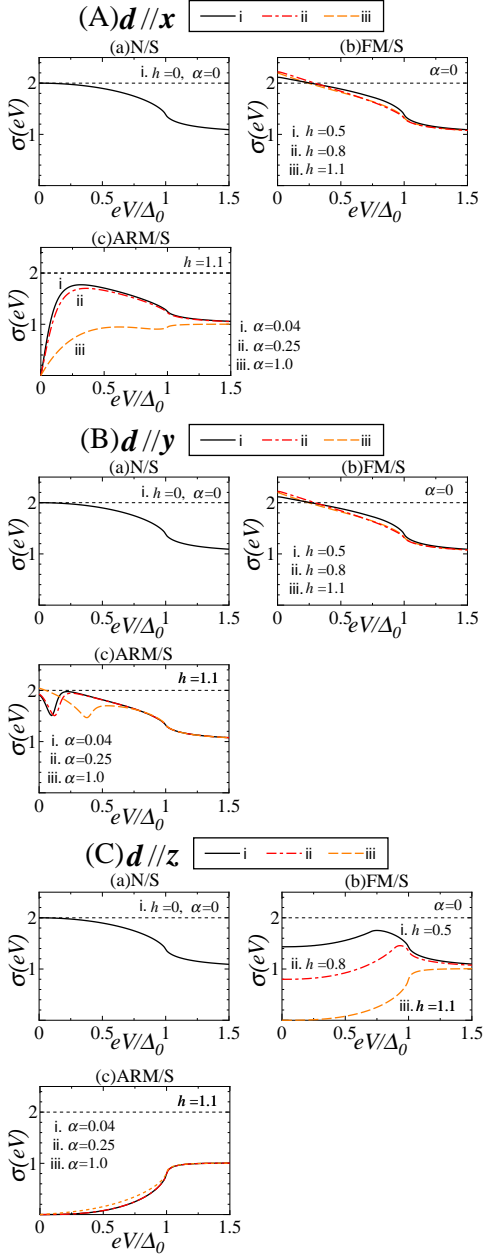 (A)d//x
i ii iii
(a)N/S
(b)FM/S
i. h=0, α=0
α=0
2
1
σ(eV)
i. h=0.5
ii. h=0.8
iii. h=1.1
0 0.5 1 1.5
eV/Δ0
2
1
σ(eV)
0 0.5 1 1.5
eV/Δ0
(c)ARM/S
h=1.1
2
1
0
σ(eV)
i
ii
iii
i. α=0.04
ii. α=0.25
iii. α=1.0
0 0.5 1 1.5
eV/Δ0
(B)d//y
i ii iii
(a)N/S
(b)FM/S
i. h=0, α=0
α=0
2
1
σ(eV)
i. h=0.5
ii. h=0.8
iii. h=1.1
0 0.5 1 1.5
eV/Δ0
2
1
σ(eV)
0 0.5 1 1.5
eV/Δ0
(c)ARM/S
h=1.1
2
1
σ(eV)
i. α=0.04
ii. α=0.25
iii. α=1.0
0 0.5 1 1.5
eV/Δ0
(C)d//z
i ii iii
(a)N/S
(b)FM/S
i. h=0, α=0
α=0
2
1
σ(eV)
i. h=0.5
ii. h=0.8
iii. h=1.1
0 0.5 1 1.5
eV/Δ0
2
1
σ(eV)
0 0.5 1 1.5
eV/Δ0
(c)ARM/S
h=1.1
2
1
σ(eV)
i. α=0.04
ii. α=0.25
iii. α=1.0
0 0.5 1 1.5
eV/Δ0